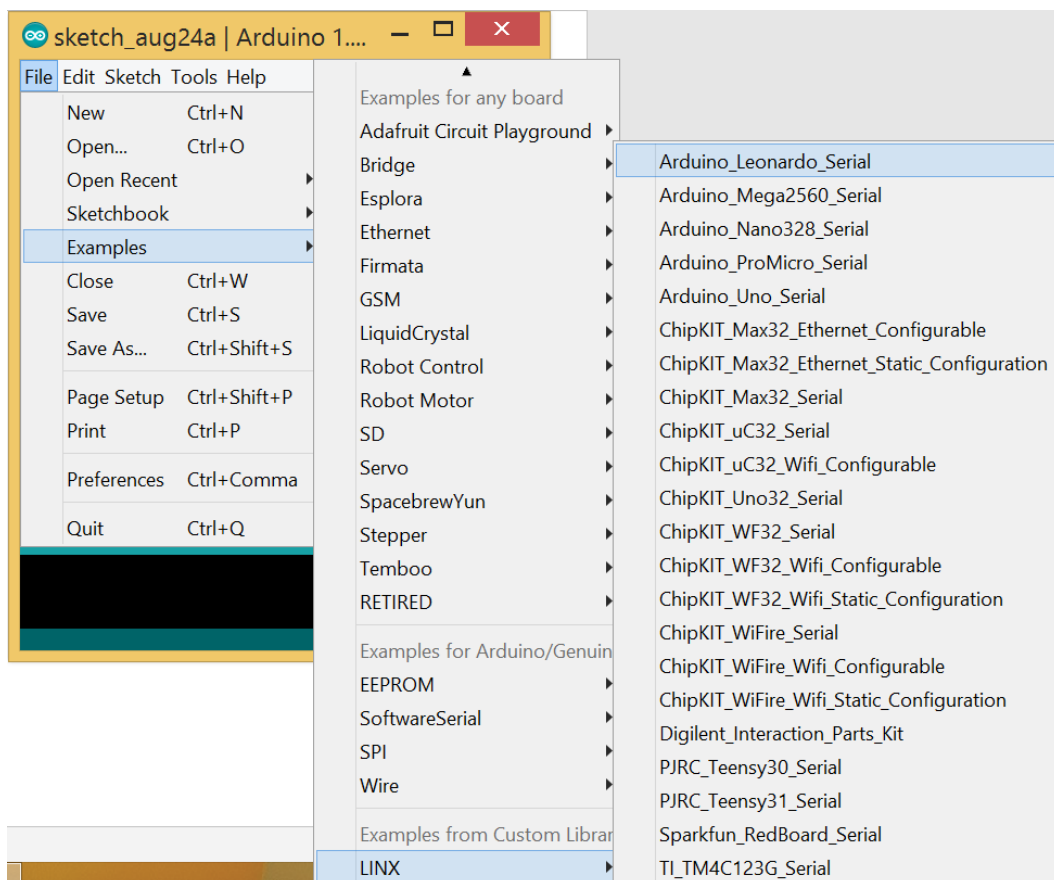 sketch_aug24a | Arduino 1....
File Edit Sketch Tools Help
New Ctrl+N
Open... Ctrl+O
Open Recent
Sketchbook
Examples
Close Ctrl+W
Save Ctrl+S
Save As... Ctrl+Shift+S
Page Setup Ctrl+Shift+P
Print Ctrl+P
Preferences Ctrl+Comma
Quit Ctrl+Q
Examples for any board
Adafruit Circuit Playground
Bridge
Esplora
Ethernet
Firmata
GSM
LiquidCrystal
Robot Control
Robot Motor
SD
Servo
SpacebrewYun
Stepper
Temboo
RETIRED
Examples for Arduino/Genuin
EEPROM
SoftwareSerial
SPI
Wire
Examples from Custom Librar
LINX
Arduino_Leonardo_Serial
Arduino_Mega2560_Serial
Arduino_Nano328_Serial
Arduino_ProMicro_Serial
Arduino_Uno_Serial
ChipKIT_Max32_Ethernet_Configurable
ChipKIT_Max32_Ethernet_Static_Configuration
ChipKIT_Max32_Serial
ChipKIT_uC32_Serial
ChipKIT_uC32_Wifi_Configurable
ChipKIT_Uno32_Serial
ChipKIT_WF32_Serial
ChipKIT_WF32_Wifi_Configurable
ChipKIT_WF32_Wifi_Static_Configuration
ChipKIT_WiFire_Serial
ChipKIT_WiFire_Wifi_Configurable
ChipKIT_WiFire_Wifi_Static_Configuration
Digilent_Interaction_Parts_Kit
PJRC_Teensy30_Serial
PJRC_Teensy31_Serial
Sparkfun_RedBoard_Serial
TI_TM4C123G_Serial